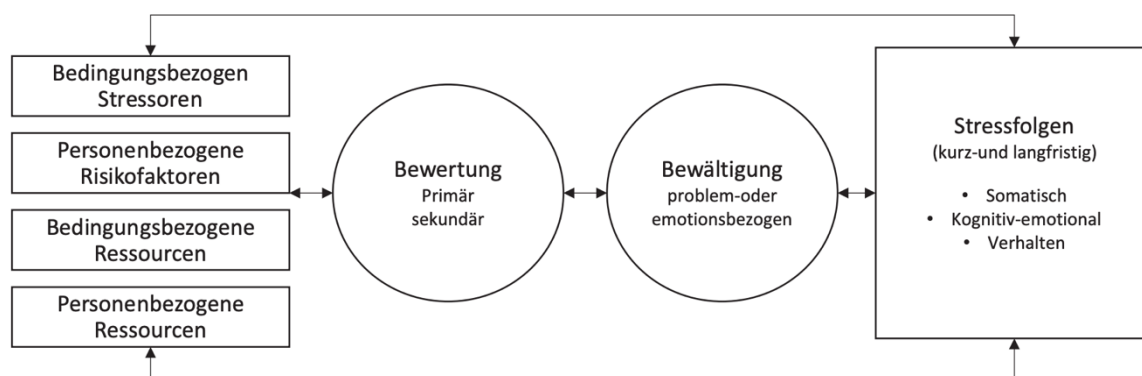 Bedingungsbezogen
Stressoren
Personenbezogene
Risikofaktoren
Bedingungsbezogene
Ressourcen
Personenbezogene
Ressourcen
Bewertung
Primär
sekundär
Bewältigung
problem-oder
emotionsbezogen
Stressfolgen
(kurz-und langfristig)
• Somatisch
• Kognitiv-emotional
• Verhalten